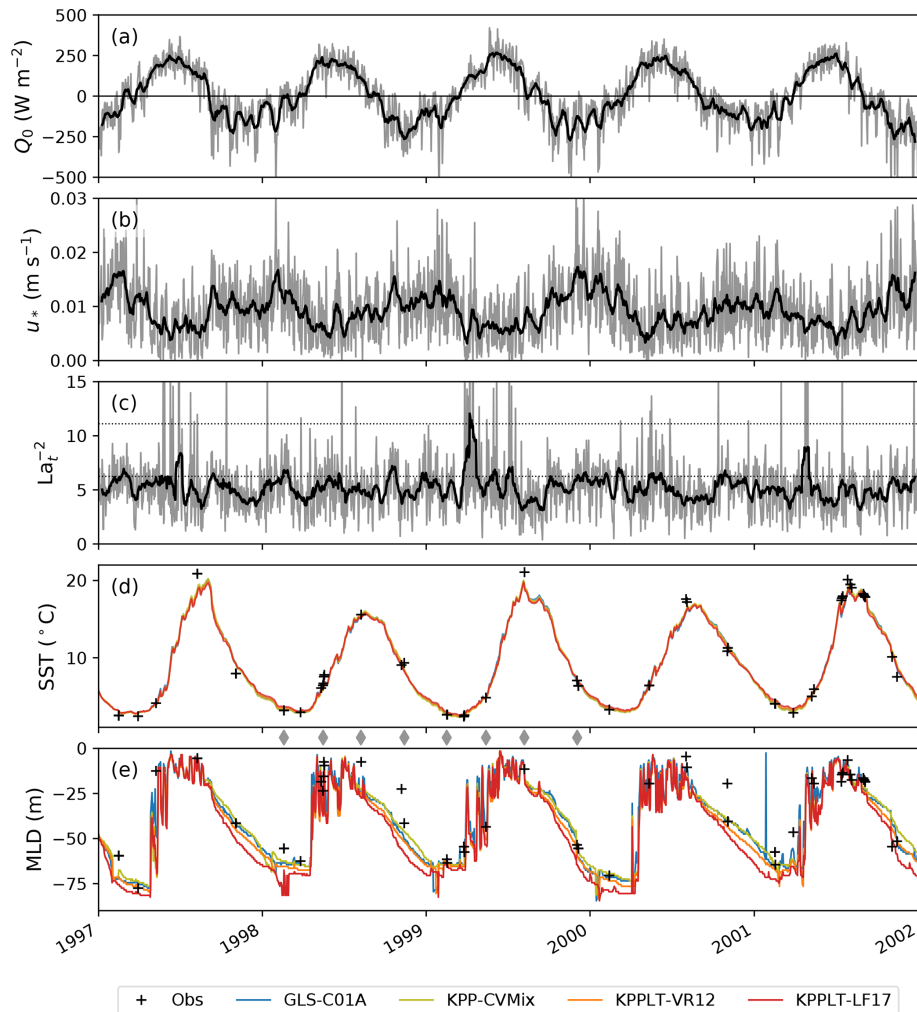 (a)
500
250
0
−250
−500
Q₀ (W m⁻²)
(b)
0.03
0.02
0.01
0.00
u* (m s⁻¹)
(c)
15
10
5
0
Laₜ⁻²
(d)
20
10
SST (°C)
(e)
0
−25
−50
−75
MLD (m)
1997 1998 1999 2000 2001 2002
Obs GLS-C01A KPP-CVMix KPPLT-VR12 KPPLT-LF17